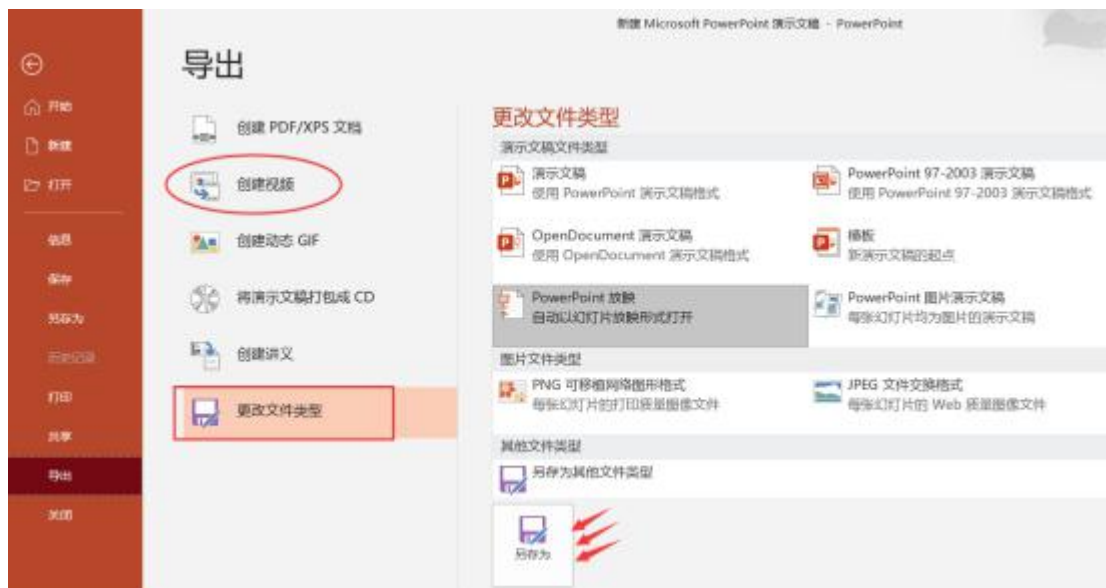 新建 Microsoft PowerPoint 演示文稿 - PowerPoint
导出
开始
新建
打开
信息
保存
另存为
历史记录
打印
共享
导出
关闭
创建 PDF/XPS 文档
创建视频
创建动态 GIF
将演示文稿打包成 CD
创建讲义
更改文件类型
更改文件类型
演示文稿文件类型
演示文稿
使用 PowerPoint 演示文稿格式
PowerPoint 97-2003 演示文稿
使用 PowerPoint 97-2003 演示文稿格式
OpenDocument 演示文稿
使用 OpenDocument 演示文稿格式
模板
新演示文稿的起点
PowerPoint 放映
自动以幻灯片放映形式打开
PowerPoint 图片演示文稿
每张幻灯片均为图片的演示文稿
图片文件类型
PNG 可移植网络图形格式
每张幻灯片的打印质量图像文件
JPEG 文件交换格式
每张幻灯片的 Web 质量图像文件
其他文件类型
另存为其他文件类型
另存为